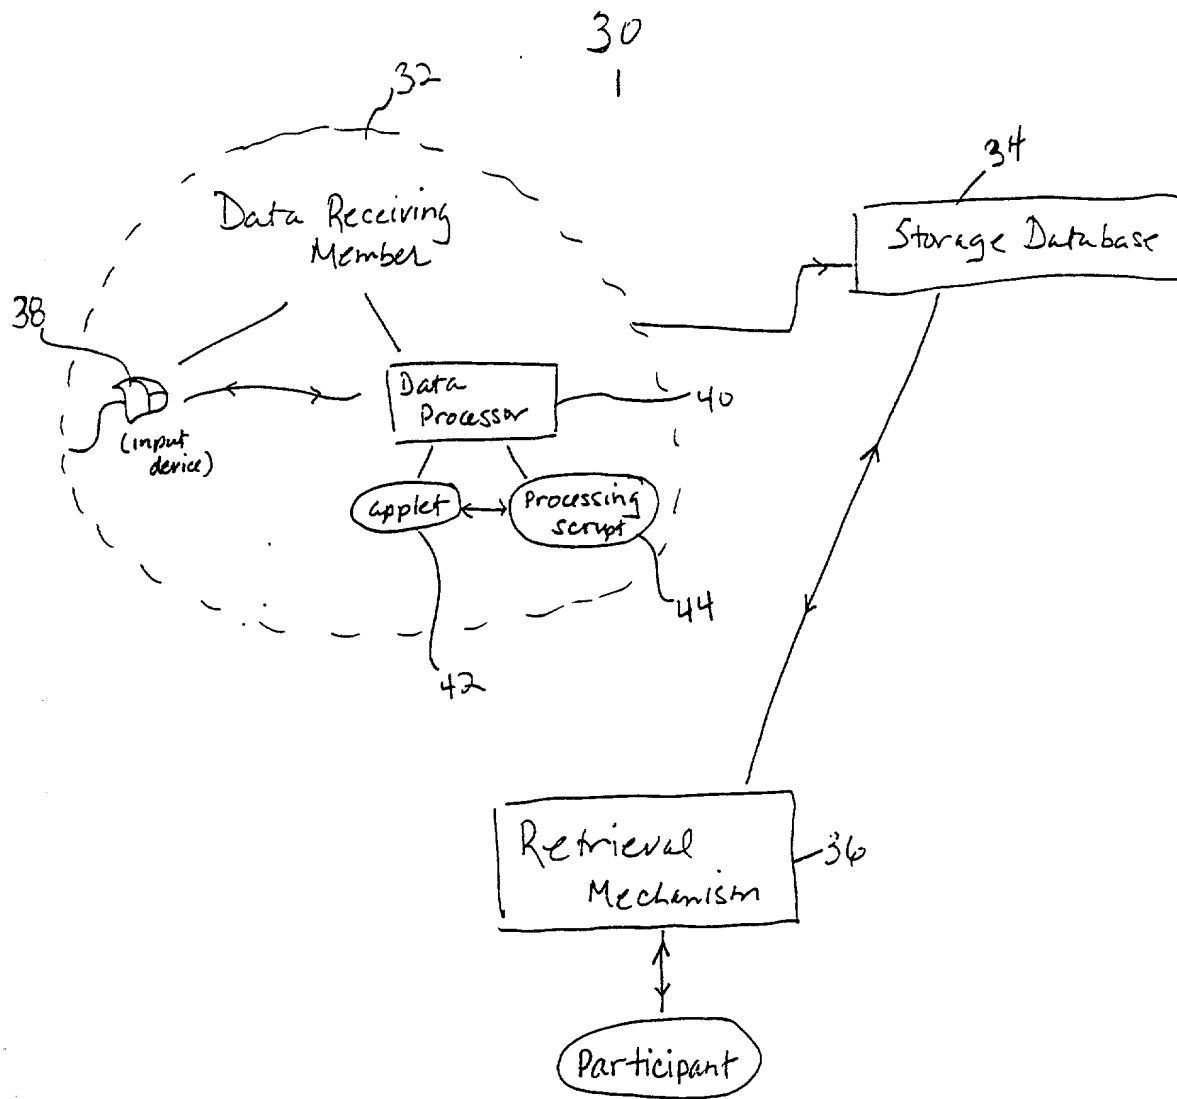 30
32
34
Data Receiving
Member
Storage Database
38
Data
Processor
40
(input
device)
applet
Processing
script
44
42
Retrieval
Mechanism
36
Participant